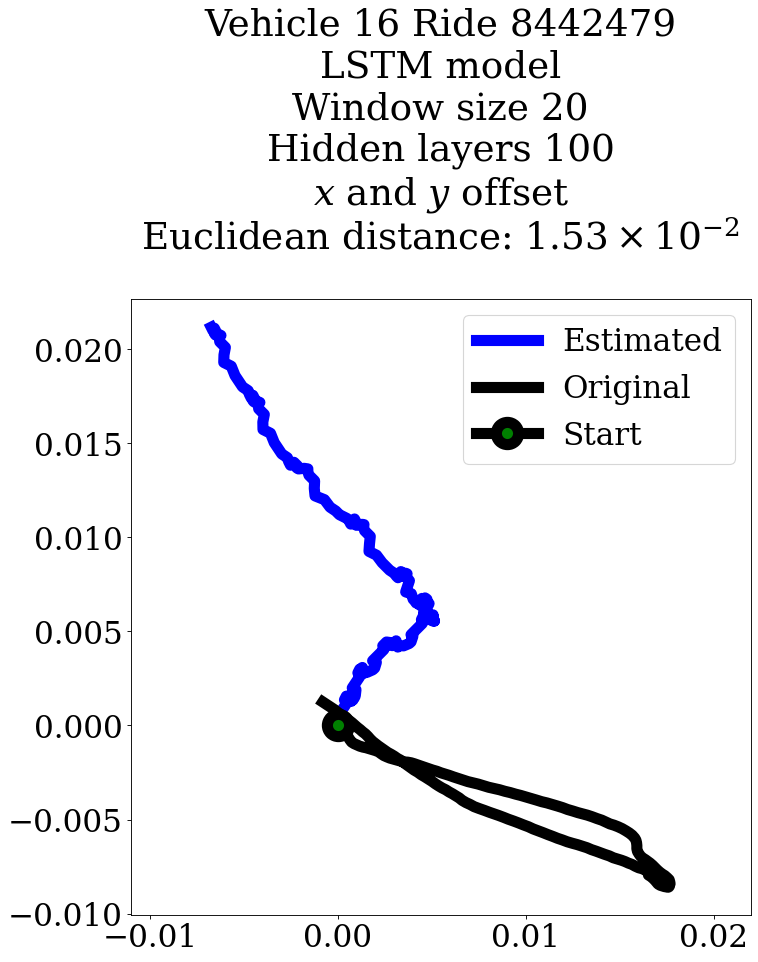 Vehicle 16 Ride 8442479
LSTM model
Window size 20
Hidden layers 100
x and y offset
Euclidean distance: 1.53 × 10⁻²
Estimated
Original
Start
0.020
0.015
0.010
0.005
0.000
−0.005
−0.010
−0.01 0.00 0.01 0.02